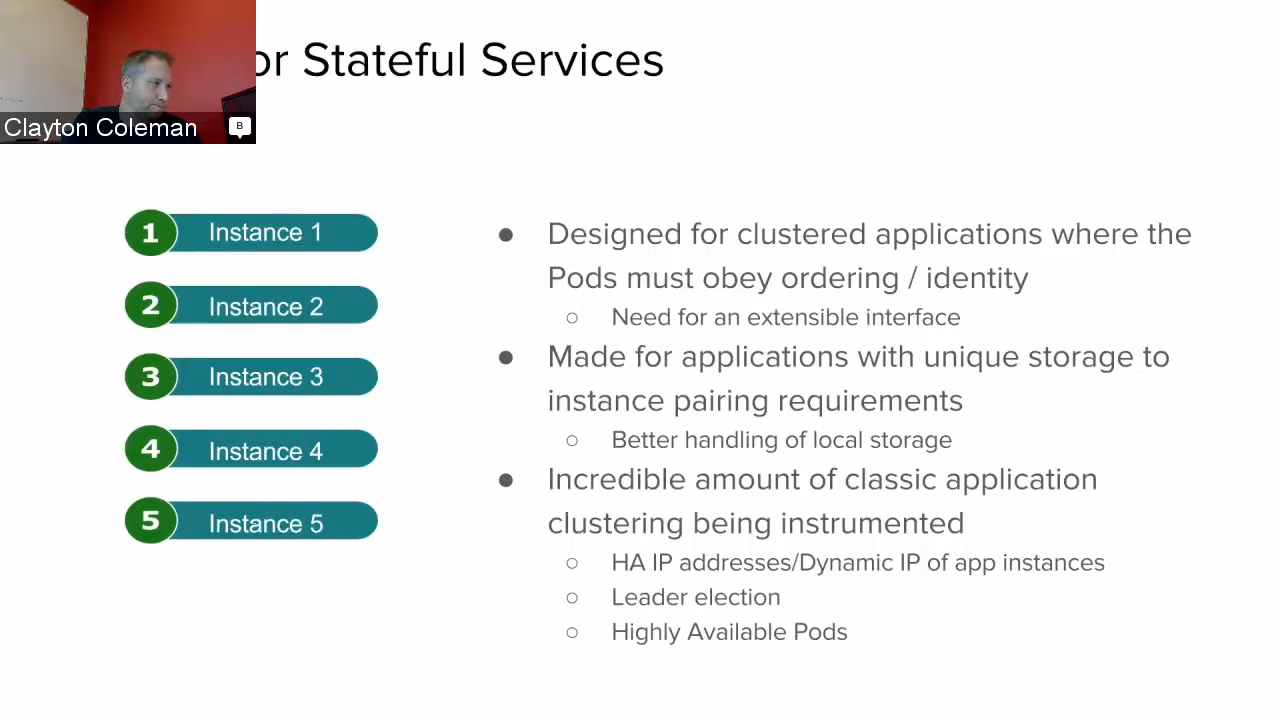 or Stateful Services
Clayton Coleman
B
1 Instance 1
2 Instance 2
3 Instance 3
4 Instance 4
5 Instance 5
● Designed for clustered applications where the
Pods must obey ordering / identity
○ Need for an extensible interface
● Made for applications with unique storage to
instance pairing requirements
○ Better handling of local storage
● Incredible amount of classic application
clustering being instrumented
○ HA IP addresses/Dynamic IP of app instances
○ Leader election
○ Highly Available Pods